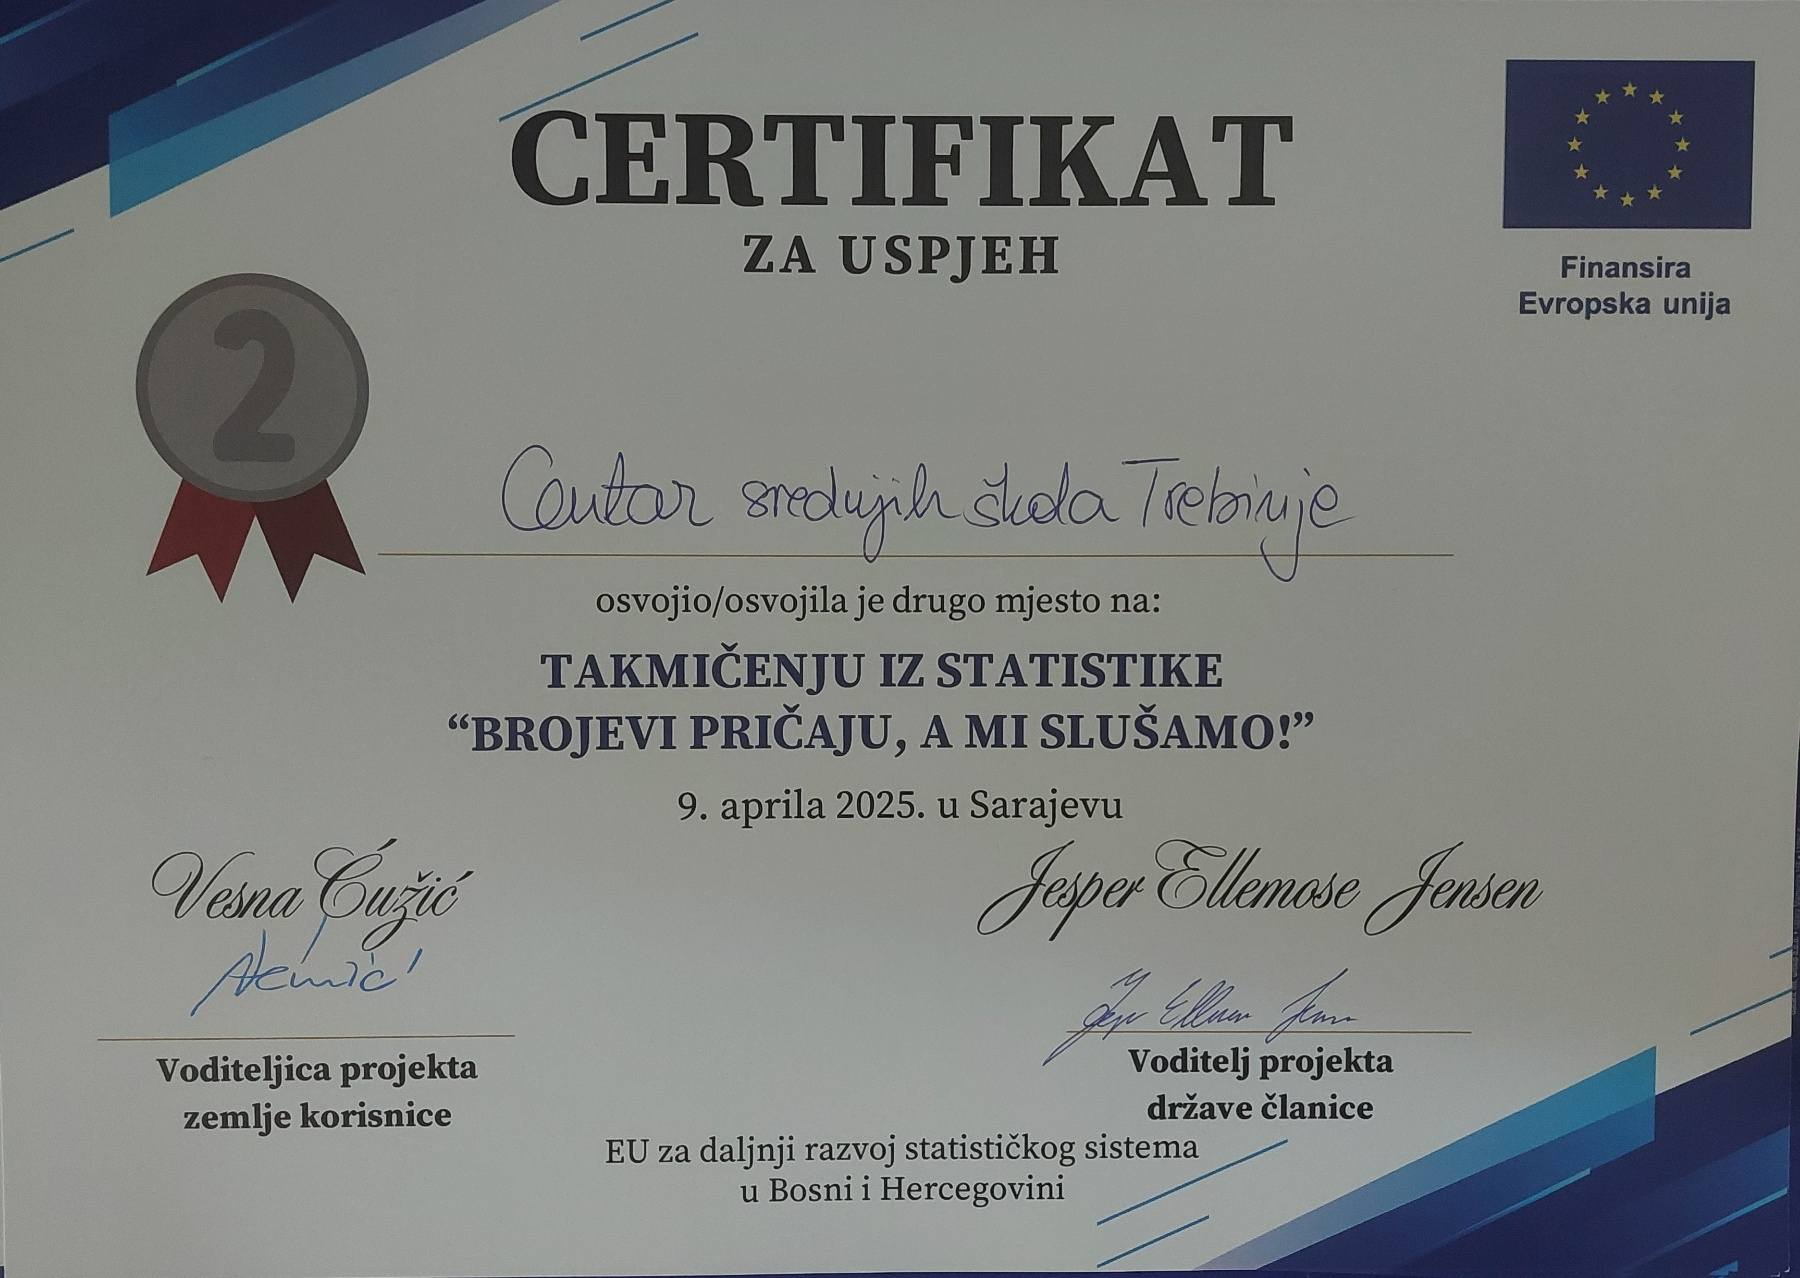 CERTIFIKAT
ZA USPJEH
Finansira
Evropska unija
2
Centar srednjih škola Trebinje
osvojio/osvojila je drugo mjesto na:
TAKMIČENJU IZ STATISTIKE
“BROJEVI PRIČAJU, A MI SLUŠAMO!”
9. aprila 2025. u Sarajevu
Vesna Ćužić
Jesper Ellemose Jensen
Voditeljica projekta
zemlje korisnice
Voditelj projekta
države članice
EU za daljnji razvoj statističkog sistema
u Bosni i Hercegovini